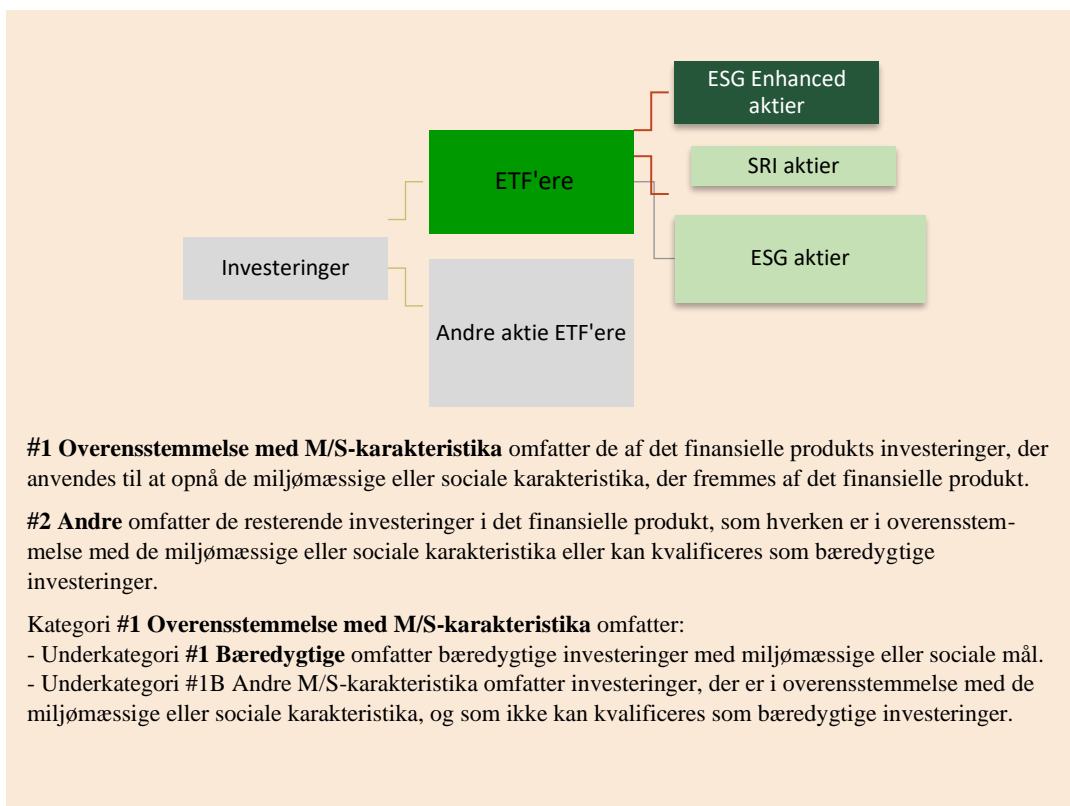 ESG Enhanced
aktier
ETF'ere
SRI aktier
ESG aktier
Investeringer
Andre aktie ETF'ere
#1 Overensstemmelse med M/S-karakteristika omfatter de af det finansielle produkts investeringer, der
anvendes til at opnå de miljømæssige eller sociale karakteristika, der fremmes af det finansielle produkt.
#2 Andre omfatter de resterende investeringer i det finansielle produkt, som hverken er i overensstem-
melse med de miljømæssige eller sociale karakteristika eller kan kvalificeres som bæredygtige
investeringer.
Kategori #1 Overensstemmelse med M/S-karakteristika omfatter:
- Underkategori #1 Bæredygtige omfatter bæredygtige investeringer med miljømæssige eller sociale mål.
- Underkategori #1B Andre M/S-karakteristika omfatter investeringer, der er i overensstemmelse med de
miljømæssige eller sociale karakteristika, og som ikke kan kvalificeres som bæredygtige investeringer.